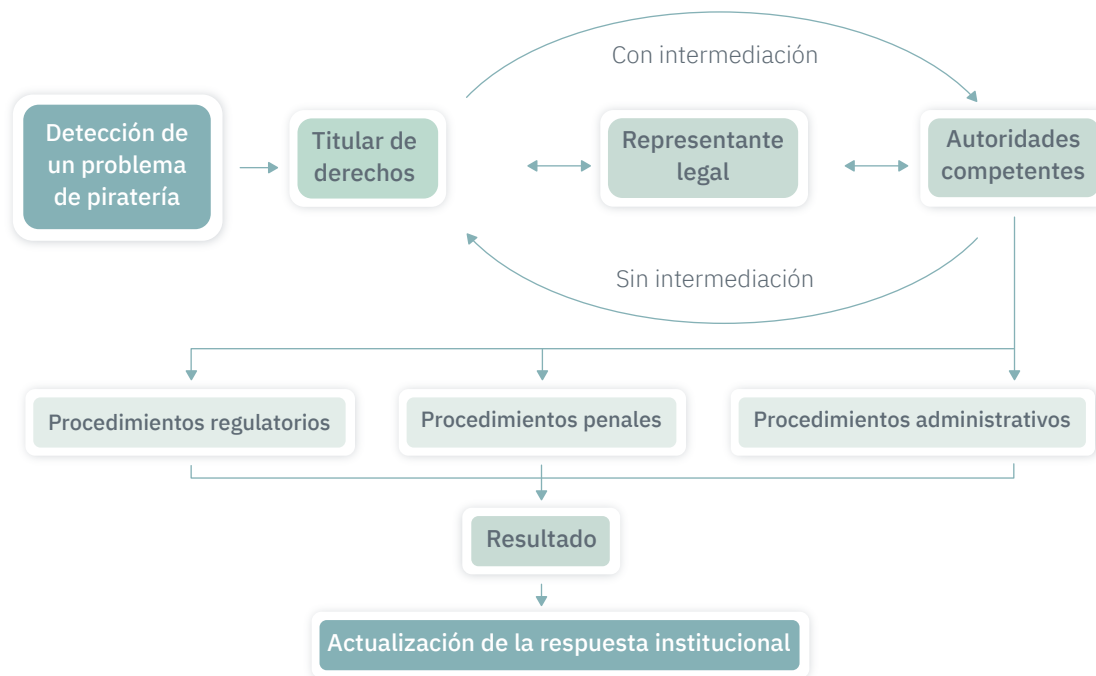 Con intermediación
Detección de
un problema
de piratería
Titular de
derechos
Representante
legal
Autoridades
competentes
Sin intermediación
Procedimientos regulatorios
Procedimientos penales
Procedimientos administrativos
Resultado
Actualización de la respuesta institucional